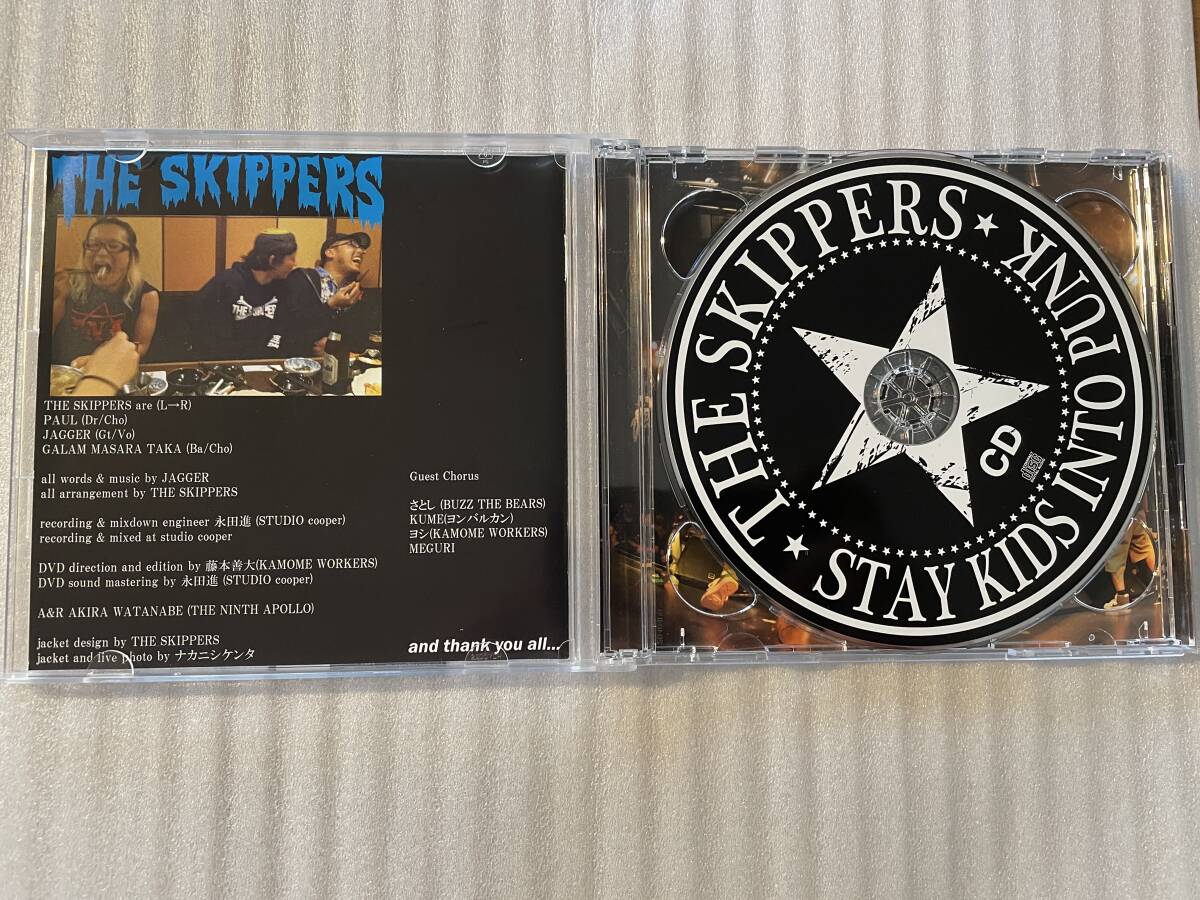 THE SKIPPERS
THE SKIPPERS are (L→R)
PAUL (Dr/Cho)
JAGGER (Gt/Vo)
GALAM MASARA TAKA (Ba/Cho)
all words & music by JAGGER
all arrangement by THE SKIPPERS
recording & mixdown engineer 永田進 (STUDIO cooper)
recording & mixed at studio cooper
DVD direction and edition by 藤本善大(KAMOME WORKERS)
DVD sound mastering by 永田進 (STUDIO cooper)
A&R AKIRA WATANABE (THE NINTH APOLLO)
jacket design by THE SKIPPERS
jacket and live photo by ナカニシケンタ
Guest Chorus
さとし (BUZZ THE BEARS)
KUME(ヨンバルカン)
ヨシ(KAMOME WORKERS)
MEGURI
and thank you all...
THE SKIPPERS ★ STAY KIDS INTO PUNK ★
CD